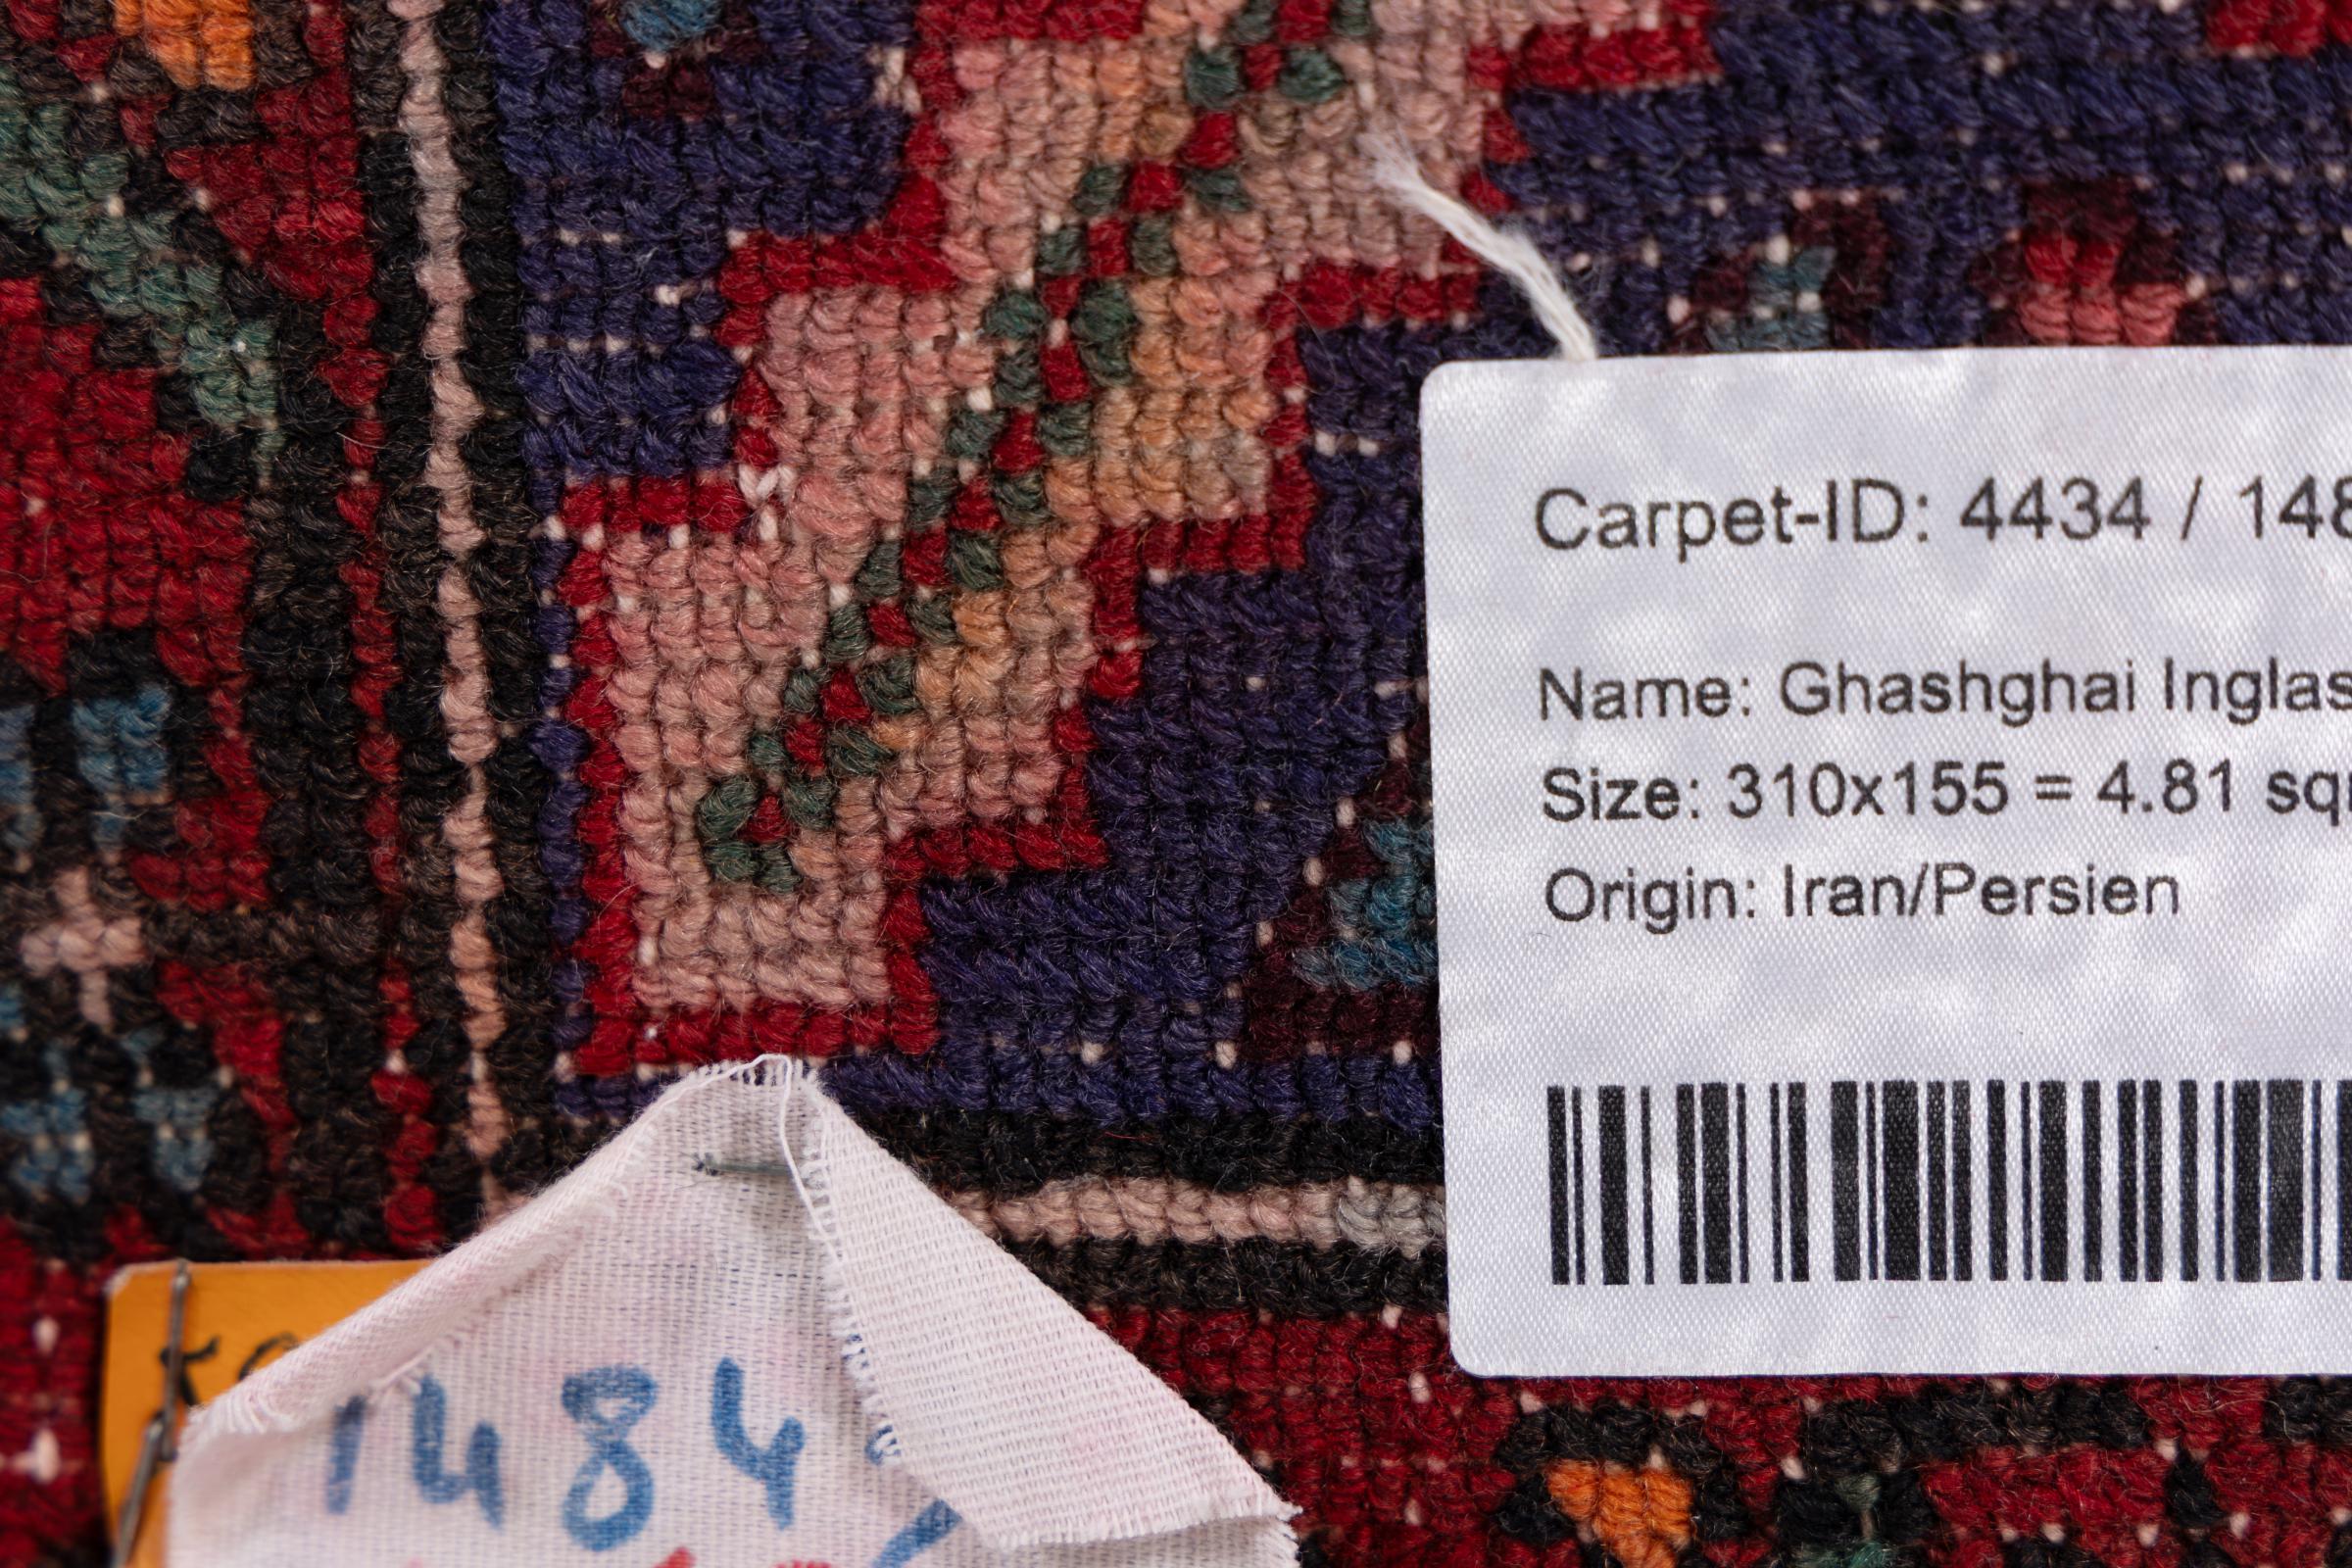 Carpet-ID: 4434 / 148
Name: Ghashghai Inglas
Size: 310x155 = 4.81 sq
Origin: Iran/Persien
1484